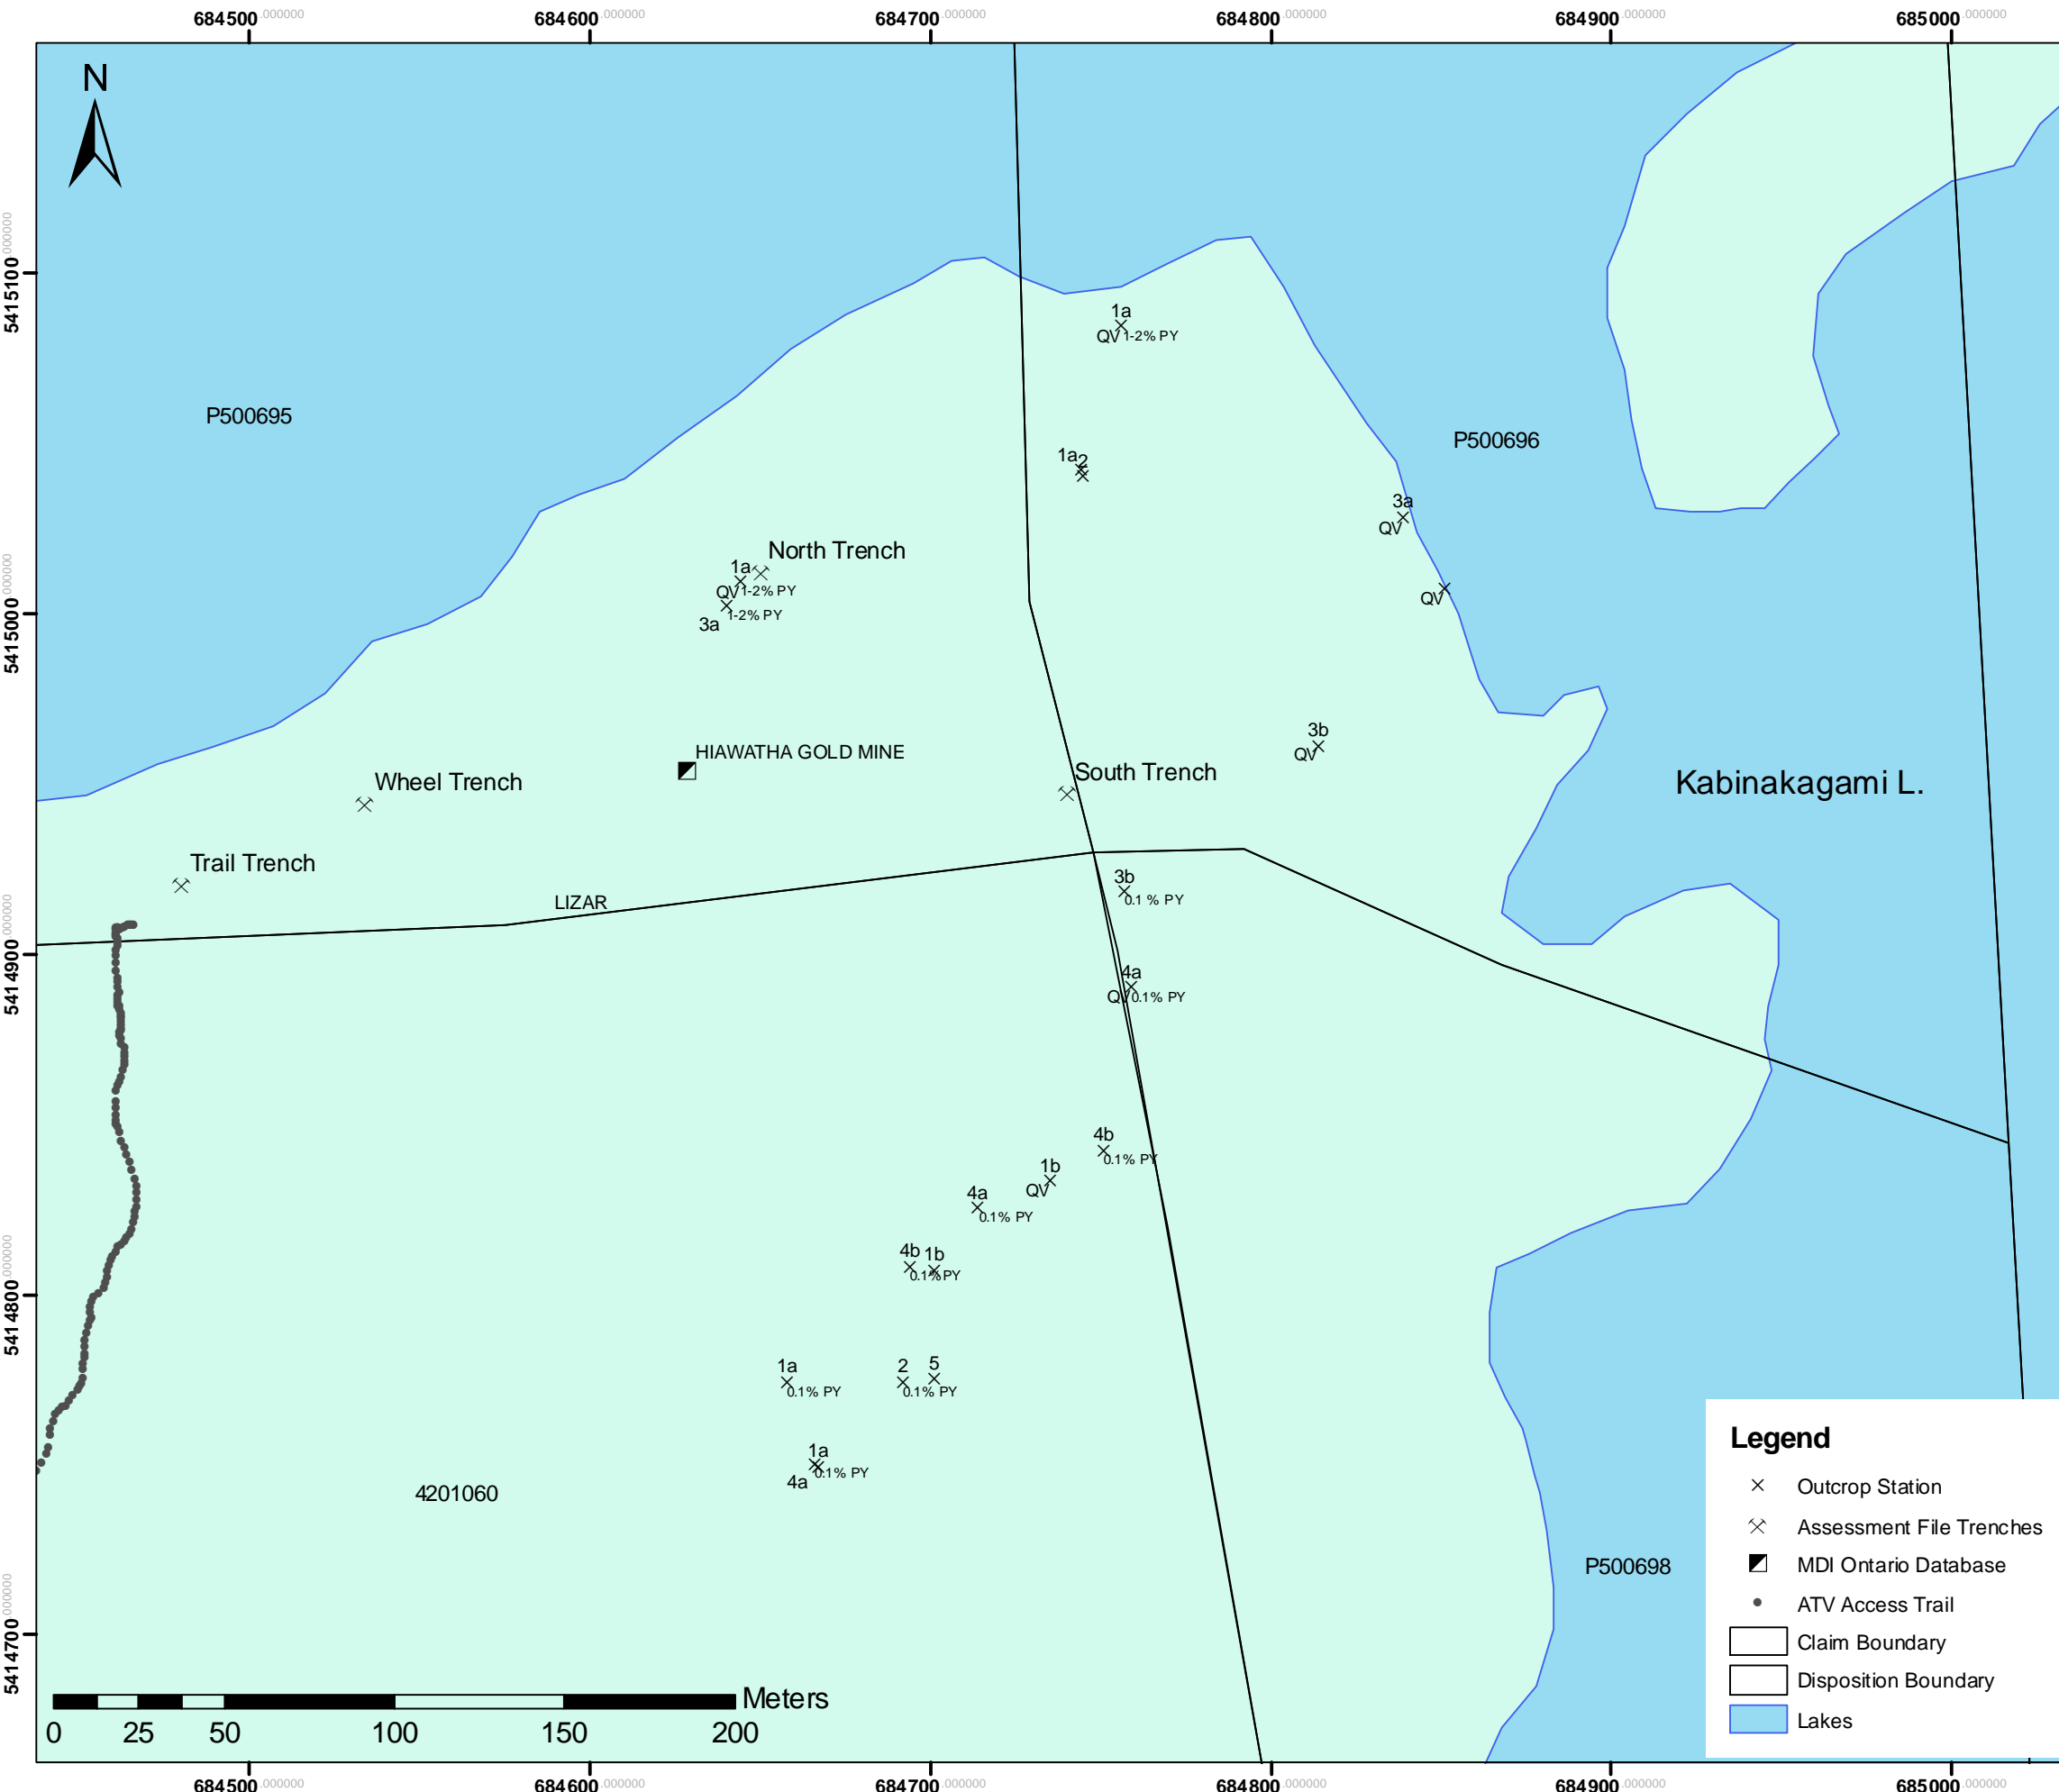 684500.000000 684600.000000 684700.000000 684800.000000 684900.000000 685000.000000
N
5415100.000000
1a
QV 1-2% PY
P500695
P500696
1a 2
3a
QV
North Trench
1a
QV 1-2% PY
1-2% PY
3a
QV
5415000.000000
3b
QV
HIAWATHA GOLD MINE
South Trench
Wheel Trench
Kabinakagami L.
Trail Trench
3b
0.1 % PY
LIZAR
5414900.000000
4a
QV 0.1% PY
4b
0.1% PY
1b
QV
4a
0.1% PY
4b 1b
0.1% PY
5414800.000000
1a
0.1% PY
2 5
0.1% PY
1a
0.1% PY
4a
4201060
P500698
5414700.000000
Legend
Outcrop Station
Assessment File Trenches
MDI Ontario Database
ATV Access Trail
Claim Boundary
Disposition Boundary
Lakes
Meters
0 25 50 100 150 200
684500.000000 684600.000000 684700.000000 684800.000000 684900.000000 685000.000000